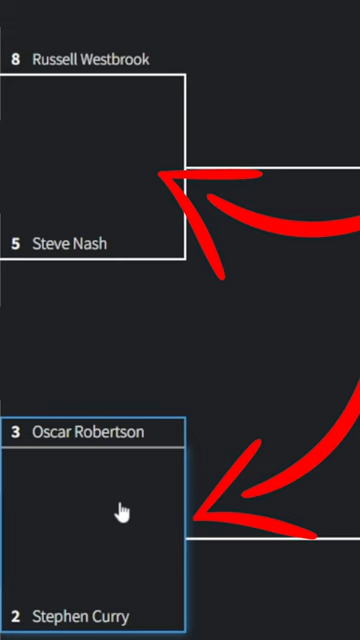 8 Russell Westbrook
5 Steve Nash
3 Oscar Robertson
2 Stephen Curry